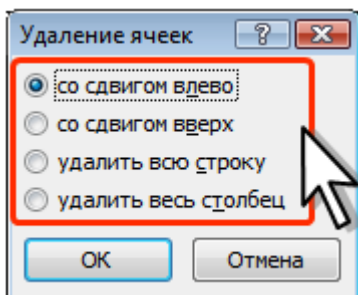 Удаление ячеек
со сдвигом влево
со сдвигом вверх
удалить всю строку
удалить весь столбец
ОК
Отмена